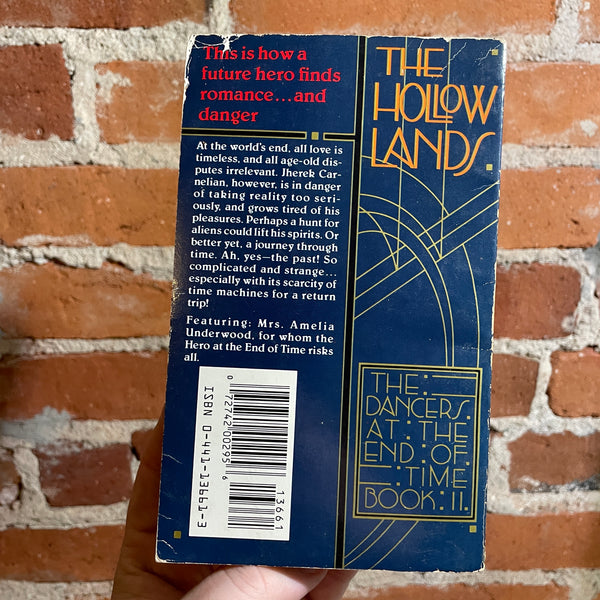 This is how a
future hero finds
romance...and
danger
At the world's end, all love is
timeless, and all age-old dis-
putes irrelevant. Jherek Car-
nelian, however, is in danger
of taking reality too seri-
ously, and grows tired of his
pleasures. Perhaps a hunt for
aliens could lift his spirits. Or
better yet, a journey through
time. Ah, yes—the past! So
complicated and strange...
especially with its scarcity of
time machines for a return
trip!
Featuring: Mrs. Amelia
Underwood, for whom the
Hero at the End of Time risks
all.
ISBN 0-441-13661-3
0 72742 00295 6
13661
THE
HOLLOW
LANDS.
THE:
DANCERS.
AT:THE
END:OF.
:TIME
BOOK:II.